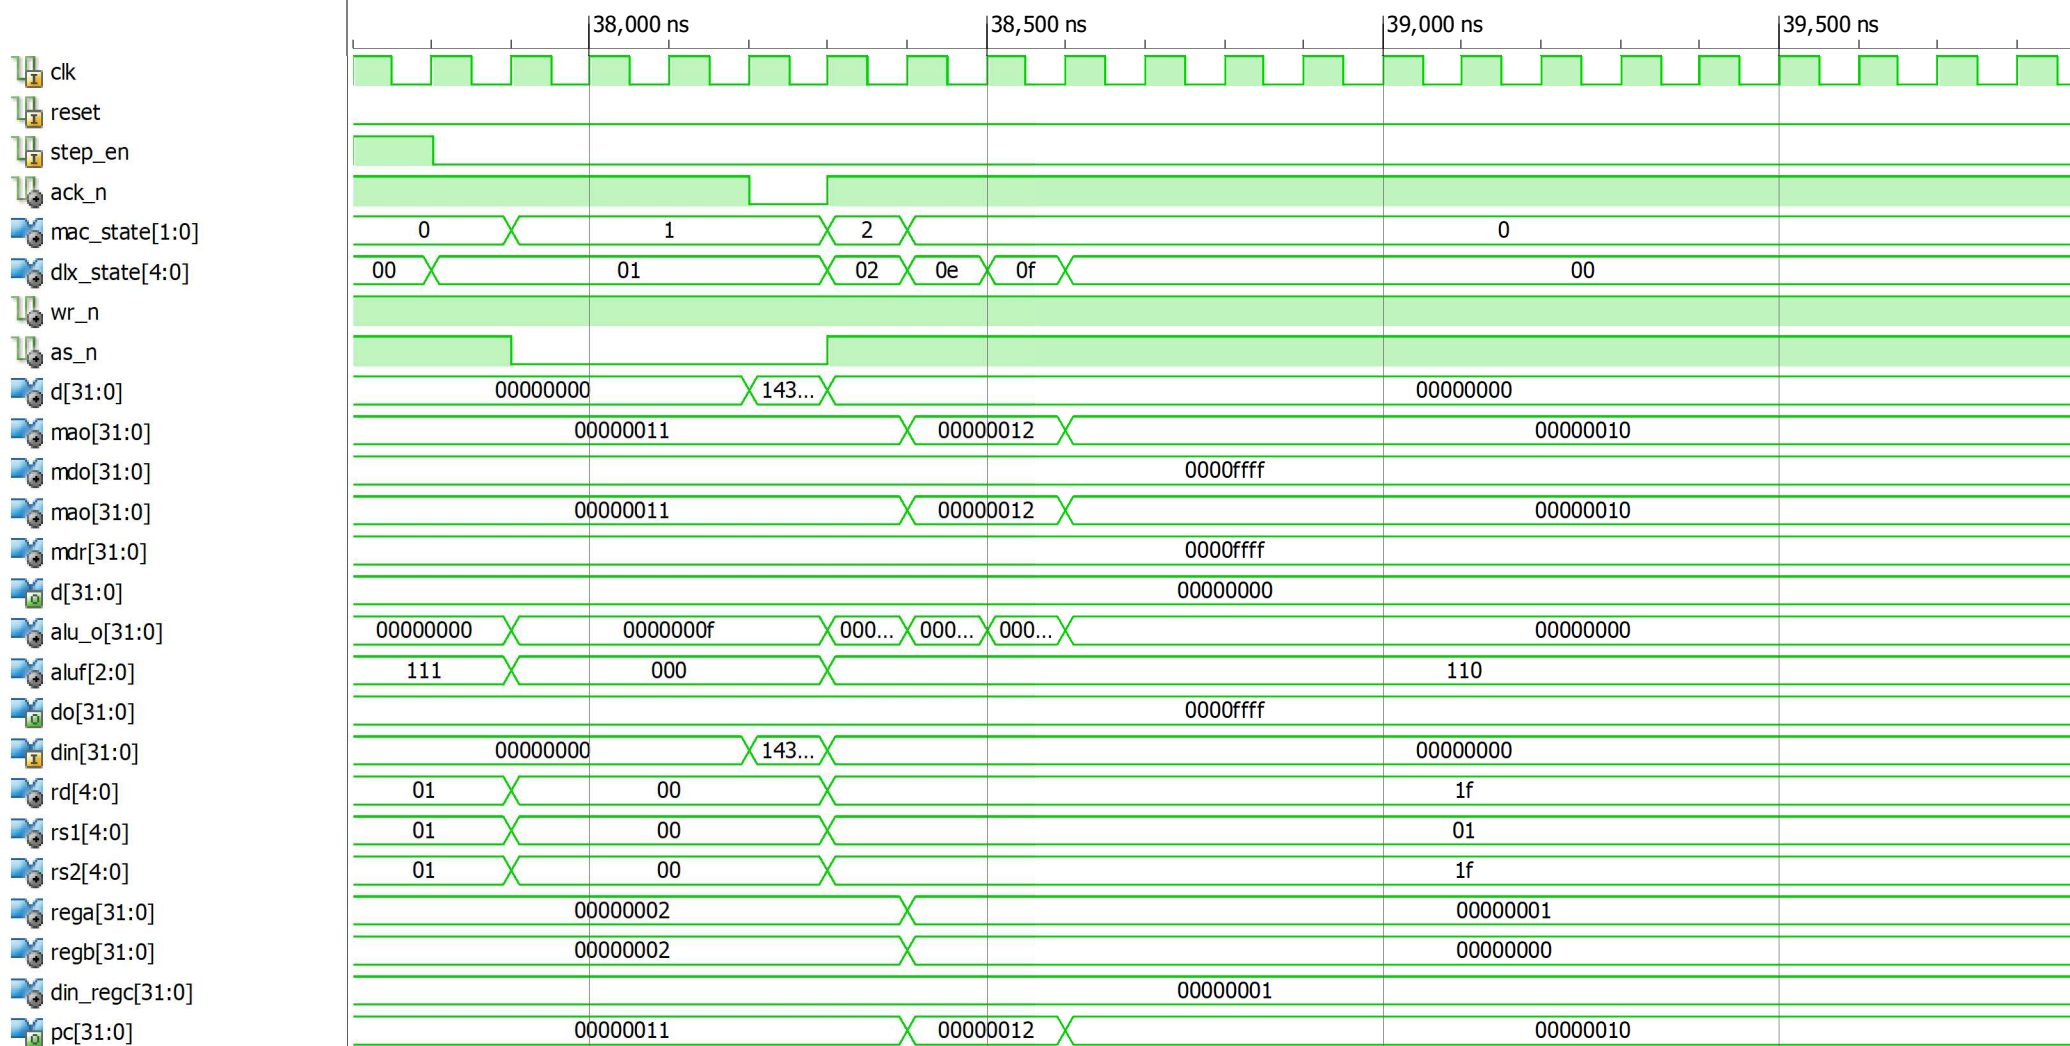 38,000 ns 38,500 ns 39,000 ns 39,500 ns
clk
reset
step_en
ack_n
mac_state[1:0] 0 1 2 0
dlx_state[4:0] 00 01 02 0e 0f 00
wr_n
as_n
d[31:0] 00000000 143... 00000000
mao[31:0] 00000011 00000012 00000010
mdo[31:0] 0000ffff
mao[31:0] 00000011 00000012 00000010
mdr[31:0] 0000ffff
d[31:0] 00000000
alu_o[31:0] 00000000 0000000f 000... 000... 000... 00000000
aluf[2:0] 111 000 110
do[31:0] 0000ffff
din[31:0] 00000000 143... 00000000
rd[4:0] 01 00 1f
rs1[4:0] 01 00 01
rs2[4:0] 01 00 1f
rega[31:0] 00000002 00000001
regb[31:0] 00000002 00000000
din_regc[31:0] 00000001
pc[31:0] 00000011 00000012 00000010